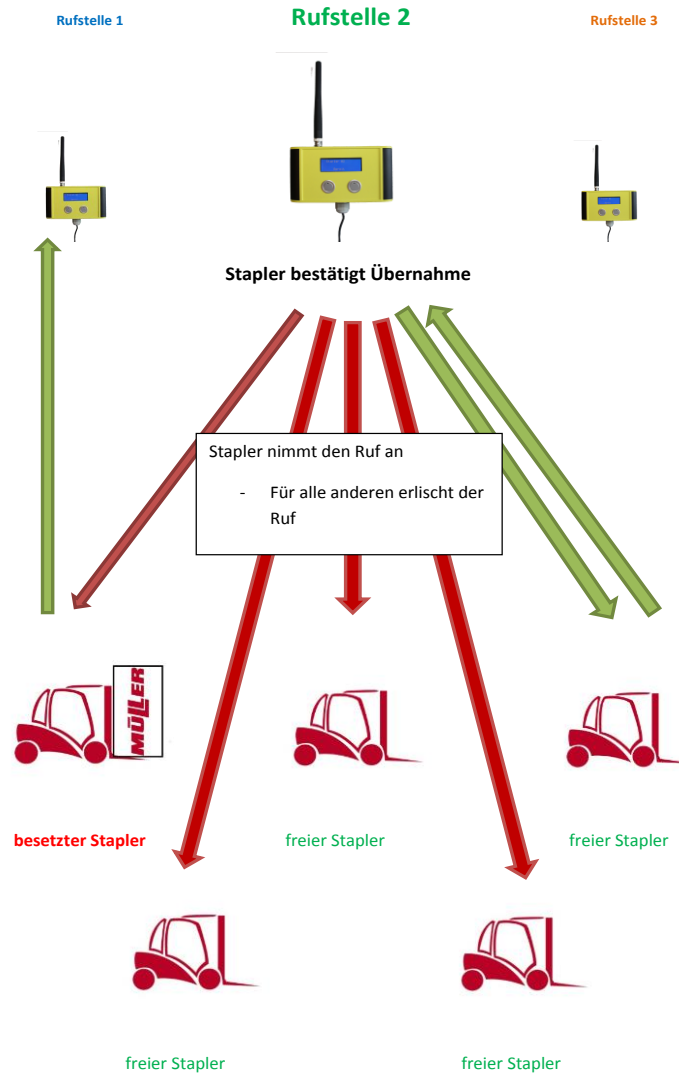 Rufstelle 1
Rufstelle 2
Rufstelle 3
Stapler bestätigt Übernahme
Stapler nimmt den Ruf an
- Für alle anderen erlischt der
Ruf
MÜLLER
besetzter Stapler
freier Stapler
freier Stapler
freier Stapler
freier Stapler